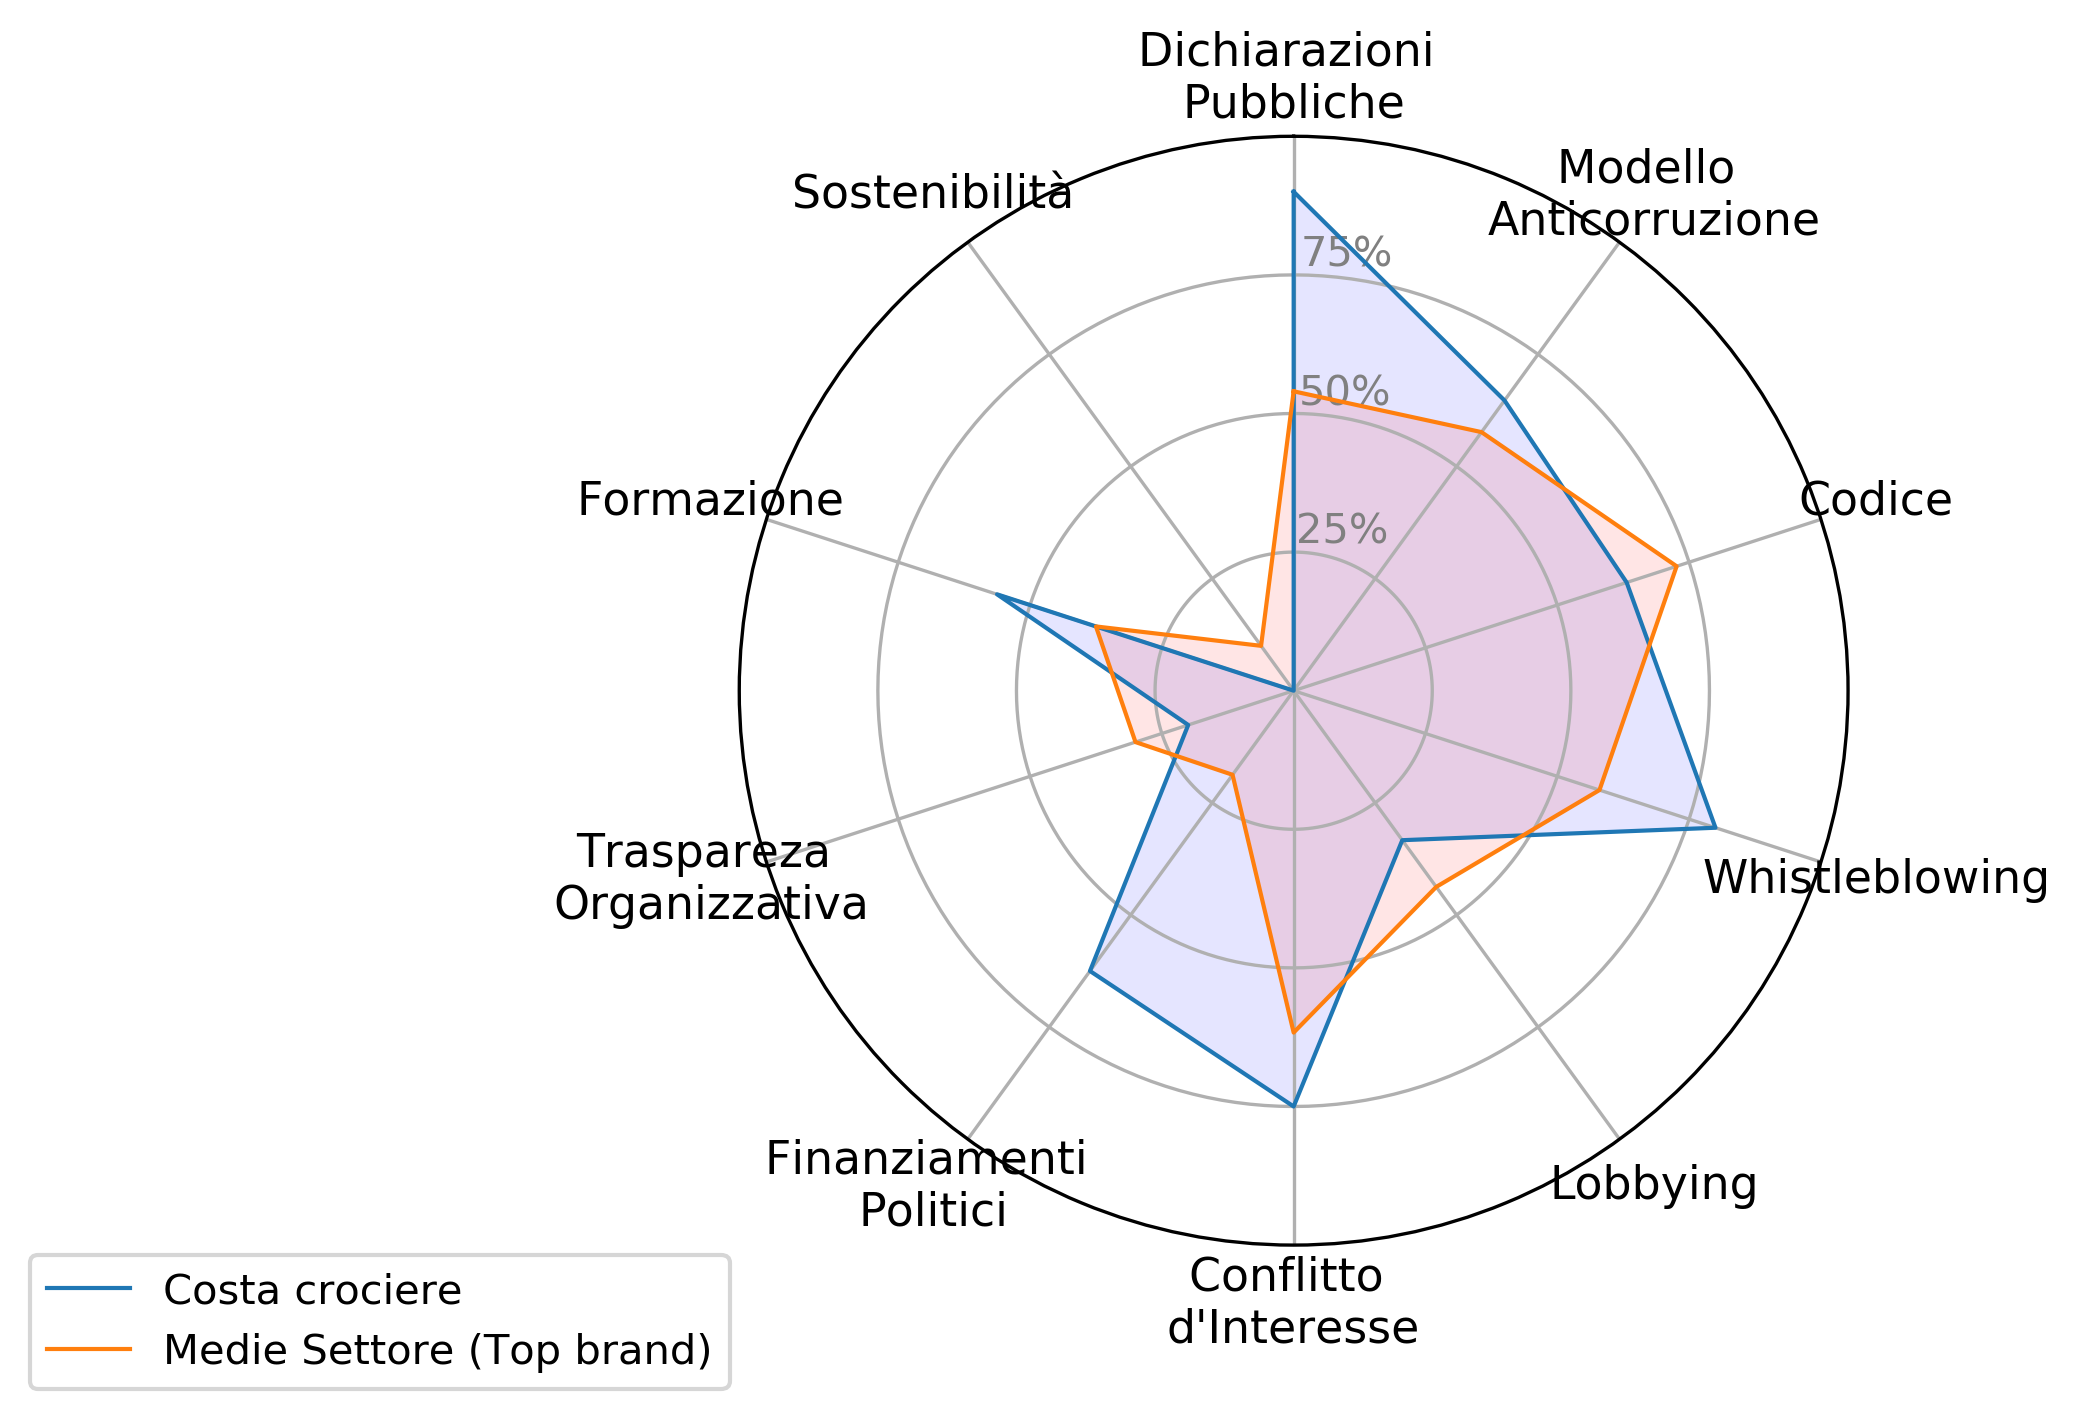 Dichiarazioni
Pubbliche
Modello
Anticorruzione
Sostenibilità
75%
50%
Formazione
Codice
25%
Traspareza
Organizzativa
Whistleblowing
Finanziamenti
Politici
Lobbying
Conflitto
d'Interesse
Costa crociere
Medie Settore (Top brand)